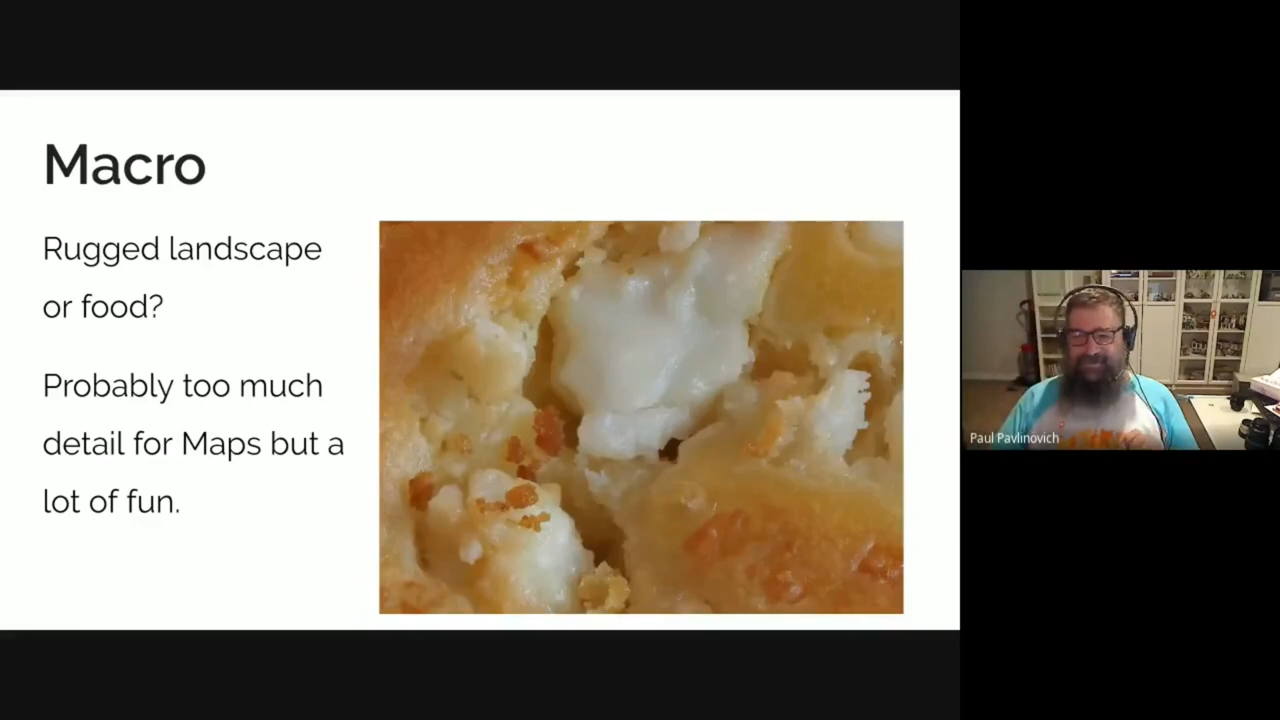 Macro
Rugged landscape
or food?
Probably too much
detail for Maps but a
lot of fun.
Paul Pavlinovich